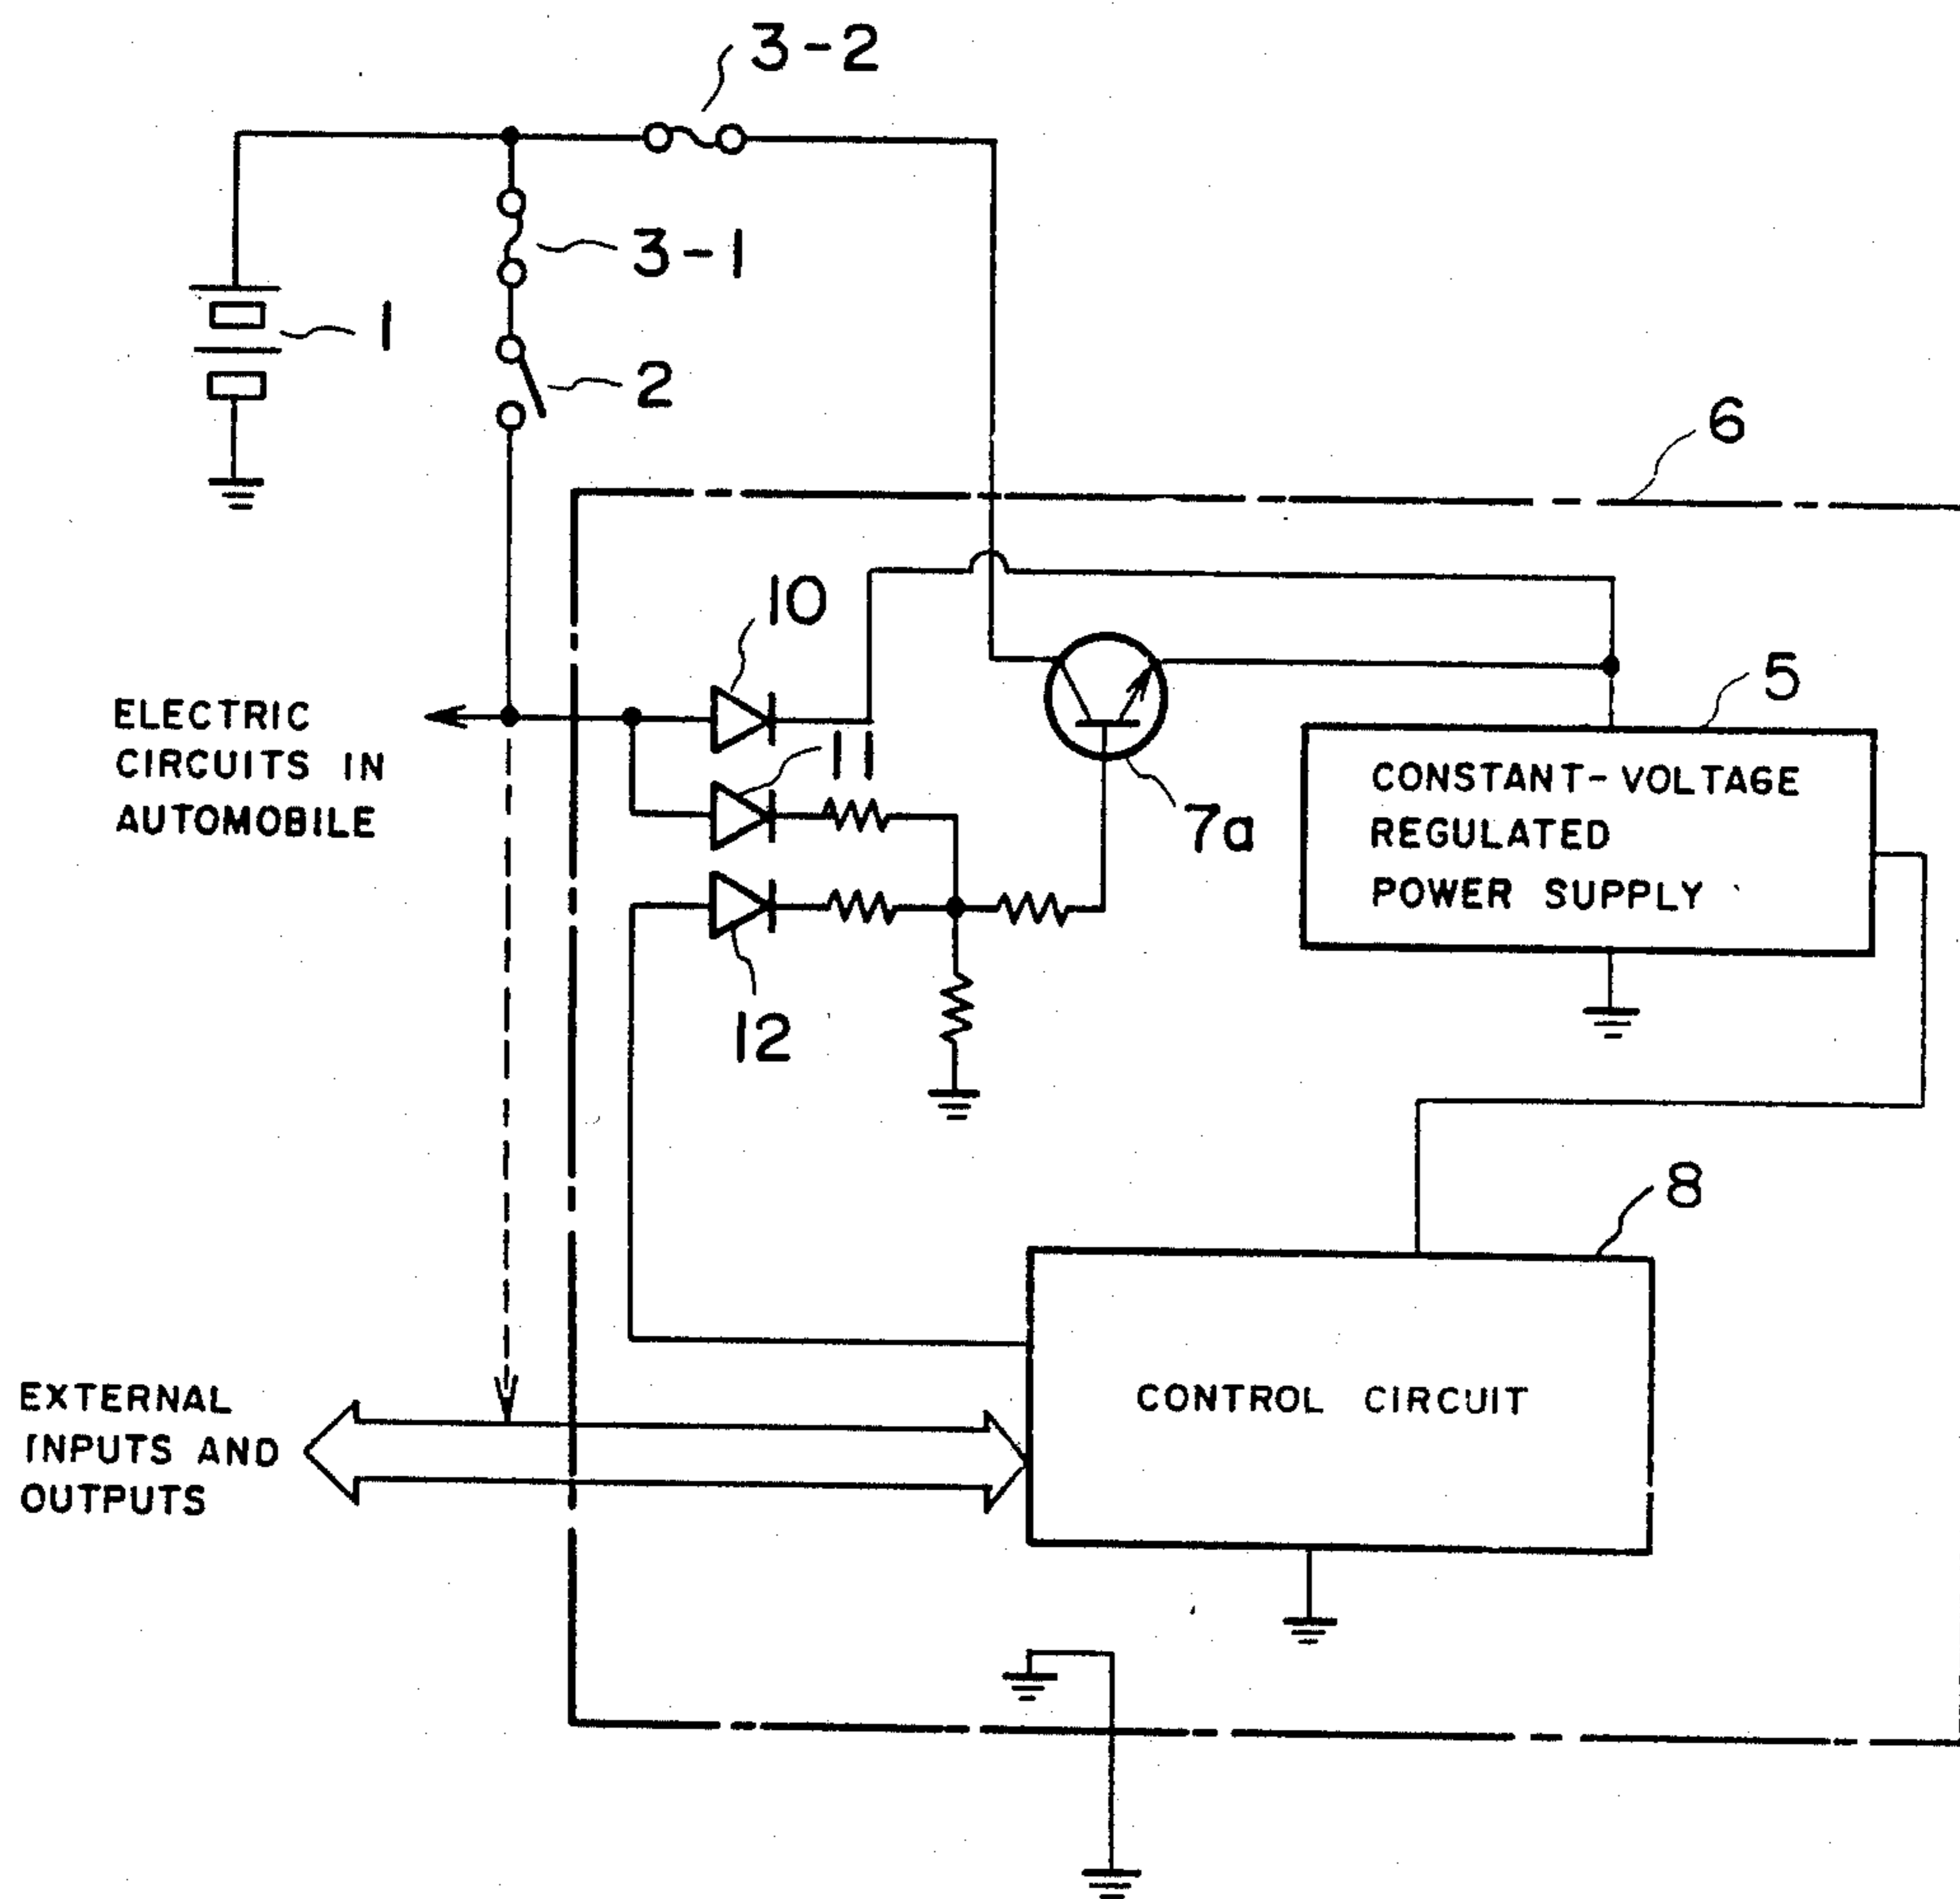 3-2
3-1
1
2
6
10
ELECTRIC
CIRCUITS IN
AUTOMOBILE
11
5
CONSTANT-VOLTAGE
REGULATED
POWER SUPPLY
7a
12
8
EXTERNAL
INPUTS AND
OUTPUTS
CONTROL CIRCUIT